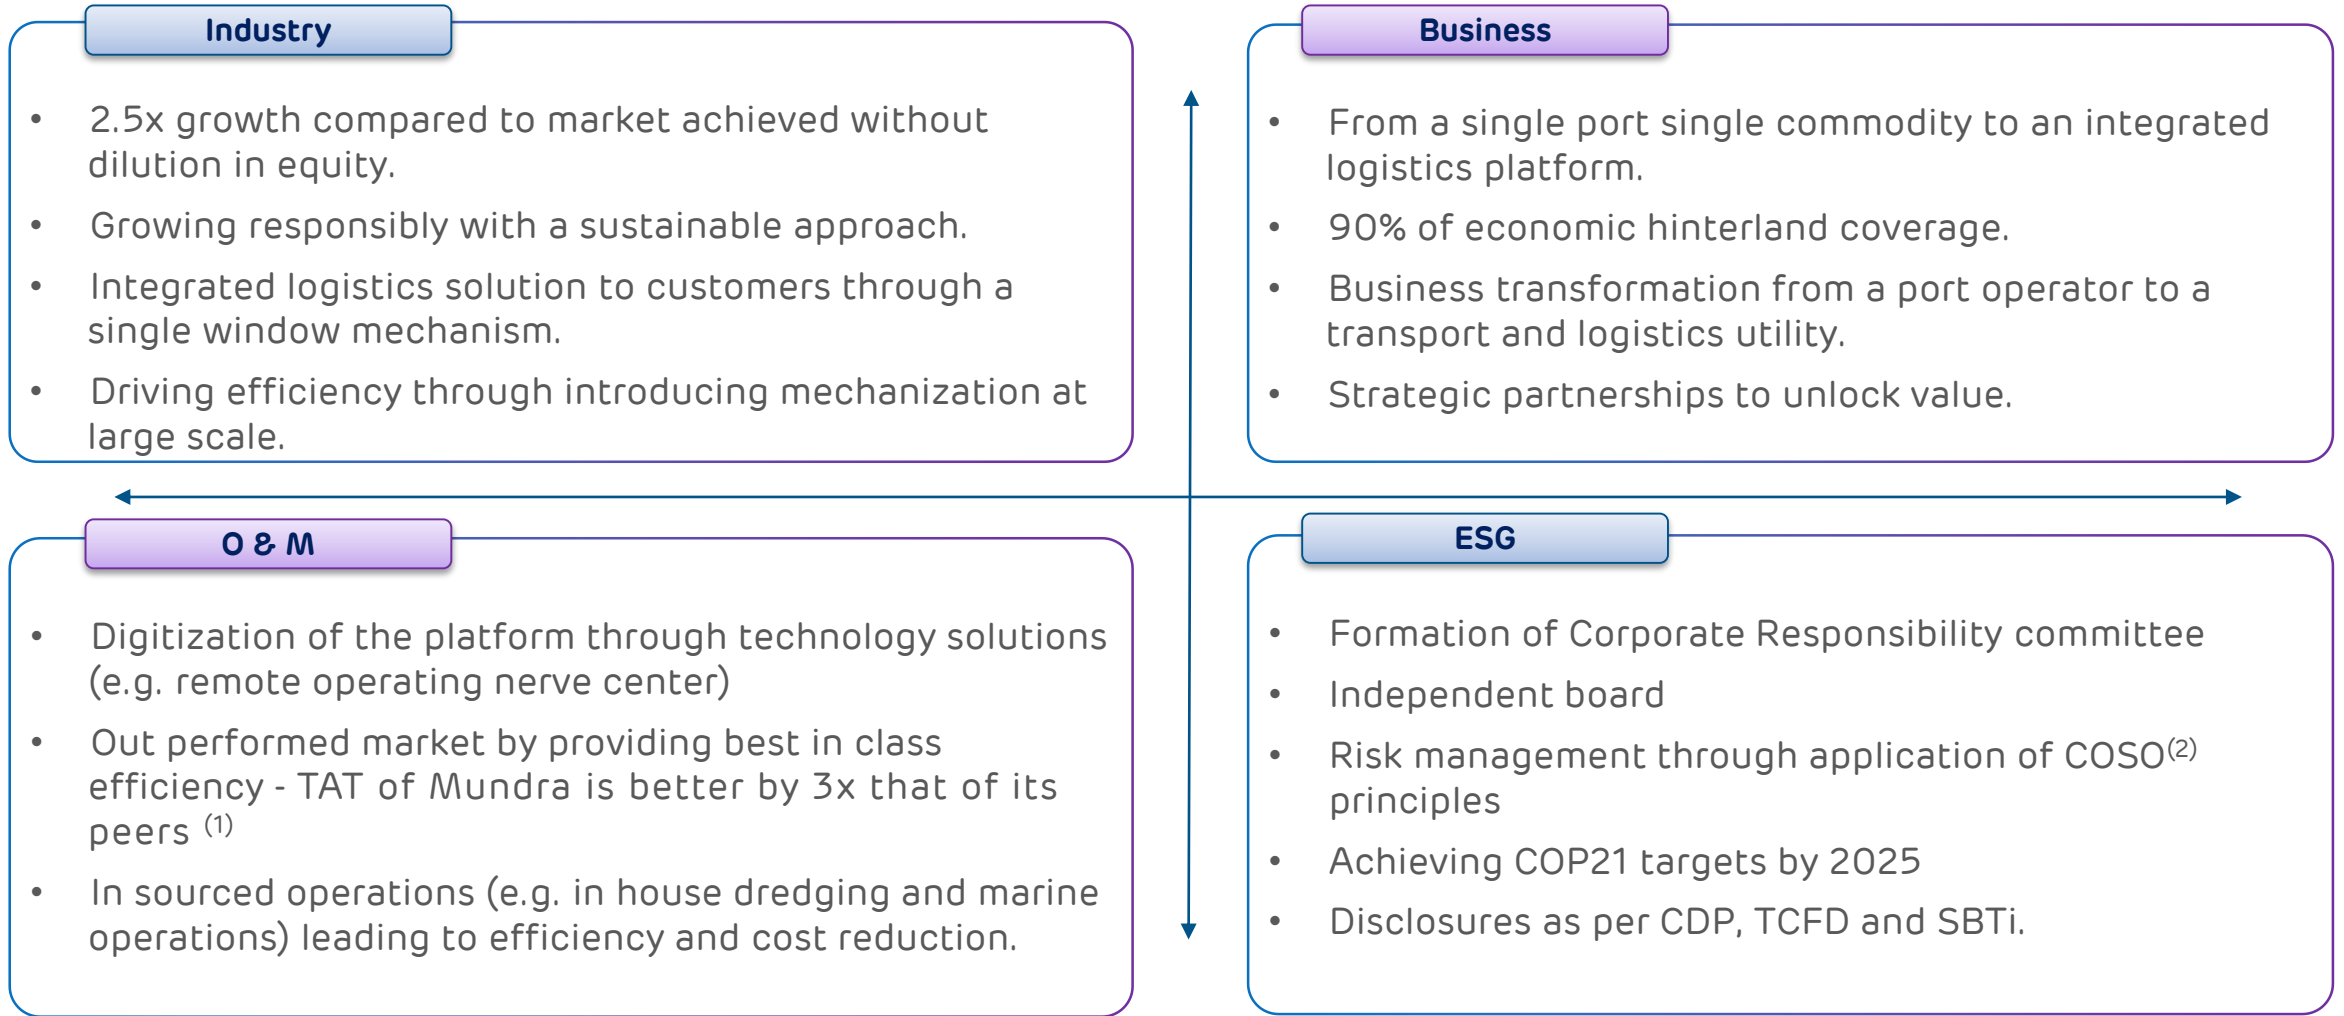 Industry
• 2.5x growth compared to market achieved without
dilution in equity.
• Growing responsibly with a sustainable approach.
• Integrated logistics solution to customers through a
single window mechanism.
• Driving efficiency through introducing mechanization at
large scale.
Business
• From a single port single commodity to an integrated
logistics platform.
• 90% of economic hinterland coverage.
• Business transformation from a port operator to a
transport and logistics utility.
• Strategic partnerships to unlock value.
O & M
• Digitization of the platform through technology solutions
(e.g. remote operating nerve center)
• Out performed market by providing best in class
efficiency - TAT of Mundra is better by 3x that of its
peers (1)
• In sourced operations (e.g. in house dredging and marine
operations) leading to efficiency and cost reduction.
ESG
• Formation of Corporate Responsibility committee
• Independent board
• Risk management through application of COSO(2)
principles
• Achieving COP21 targets by 2025
• Disclosures as per CDP, TCFD and SBTi.